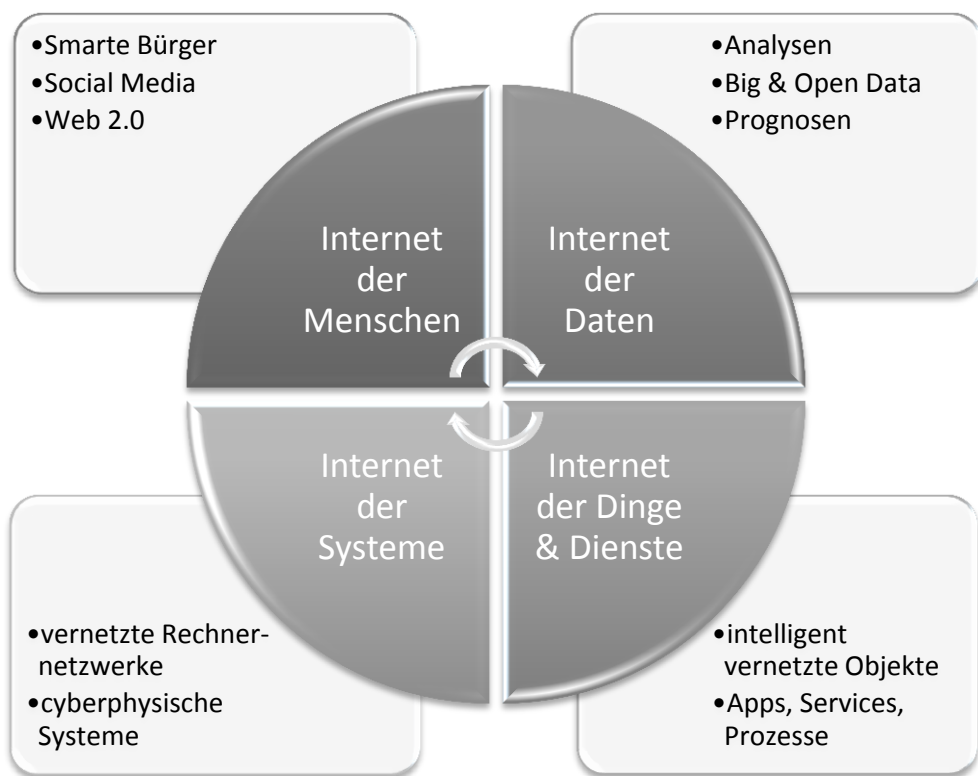 •Smarte Bürger
•Social Media
•Web 2.0
•Analysen
•Big & Open Data
•Prognosen
Internet
der
Menschen
Internet
der
Daten
Internet
der
Systeme
Internet
der Dinge
& Dienste
•vernetzte Rechner-
netzwerke
•cyberphysische
Systeme
•intelligent
vernetzte Objekte
•Apps, Services,
Prozesse